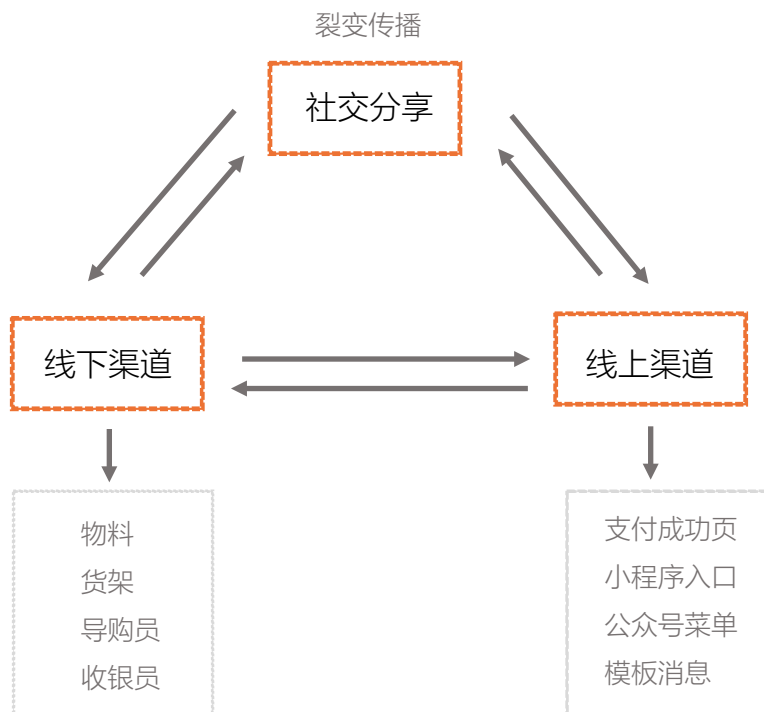 裂变传播
社交分享
线下渠道
线上渠道
物料
货架
导购员
收银员
支付成功页
小程序入口
公众号菜单
模板消息